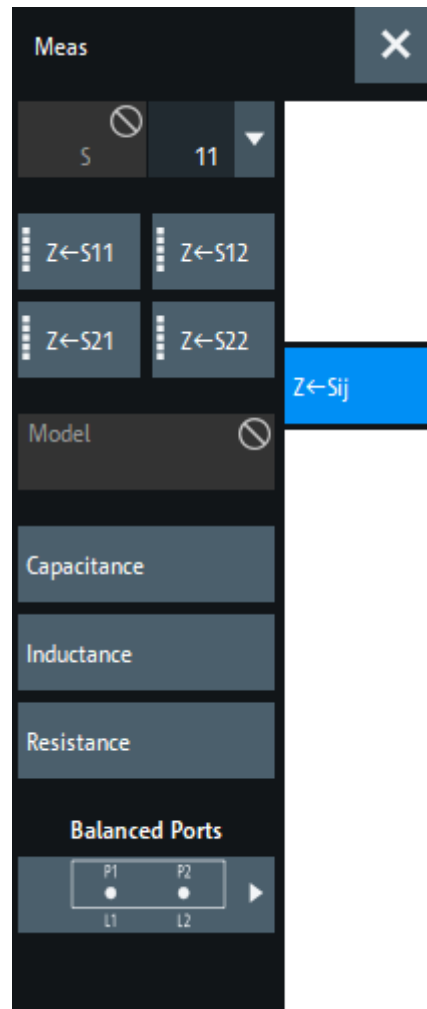 Meas
S 11
Z←S11 Z←S12
Z←S21 Z←S22
Z←Sij
Model
Capacitance
Inductance
Resistance
Balanced Ports
P1 P2
L1 L2